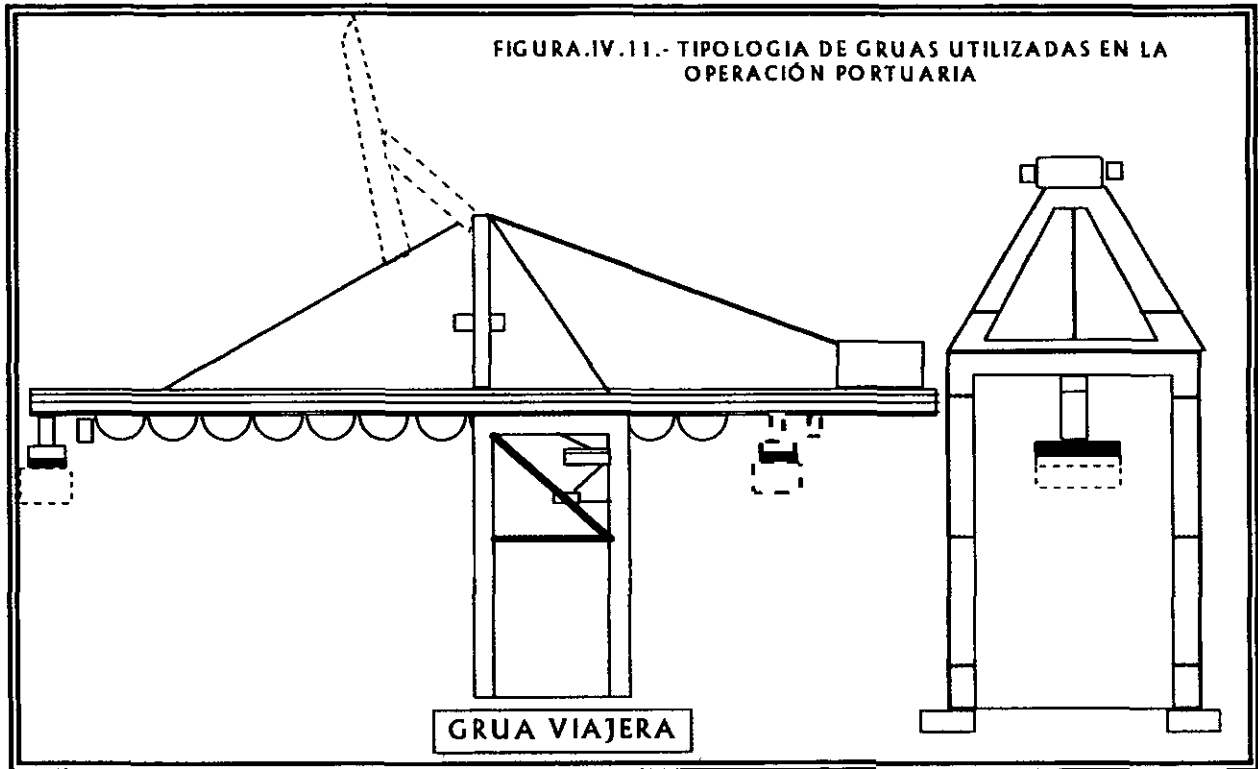 FIGURA.IV.11.- TIPOLOGIA DE GRUAS UTILIZADAS EN LA
OPERACIÓN PORTUARIA
GRUA VIAJERA